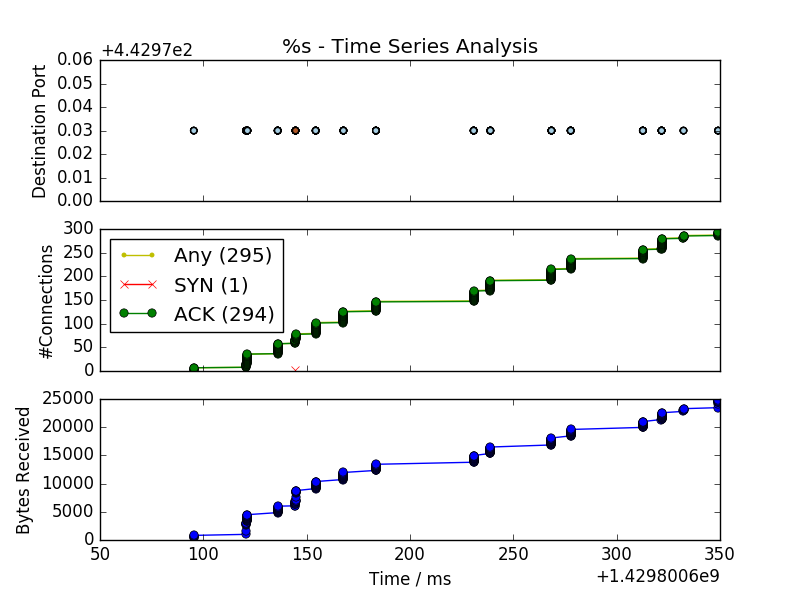 %s - Time Series Analysis
+4.4297e2
0.06
0.05
0.04
0.03
0.02
0.01
0.00
Destination Port
300
250
200
150
100
50
0
#Connections
Any (295)
SYN (1)
ACK (294)
25000
20000
15000
10000
5000
0
Bytes Received
50 100 150 200 250 300 350
Time / ms
+1.4298006e9